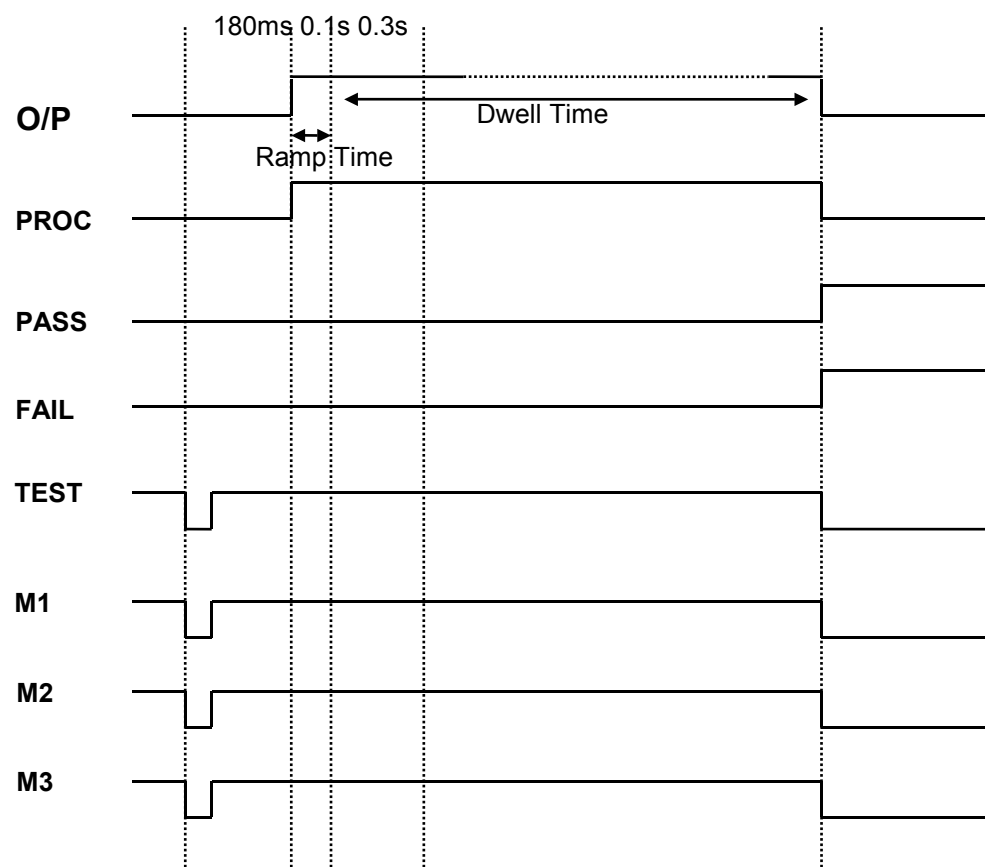 180ms 0.1s 0.3s
O/P
Dwell Time
Ramp Time
PROC
PASS
FAIL
TEST
M1
M2
M3